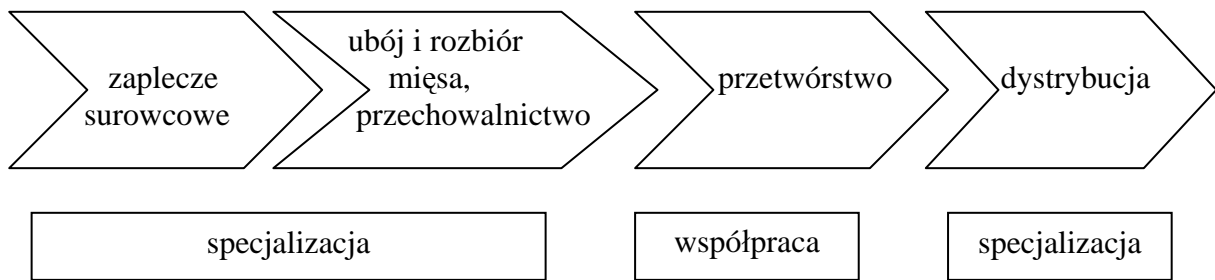 zaplecze
surowcowe
ubój i rozbiór
mięsa,
przechowalnictwo
przetwórstwo
dystrybucja
specjalizacja
współpraca
specjalizacja